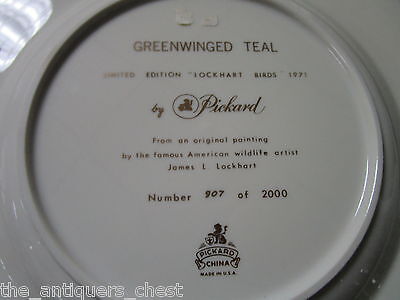 GREENWINGED TEAL
LIMITED EDITION "LOCKHART BIRDS" 1971
by Pickard
From an original painting
by the famous American wildlife artist
James L. Lockhart
Number 907 of 2000
PICKARD
CHINA
MADE IN U.S.A.
the_antiquers_chest